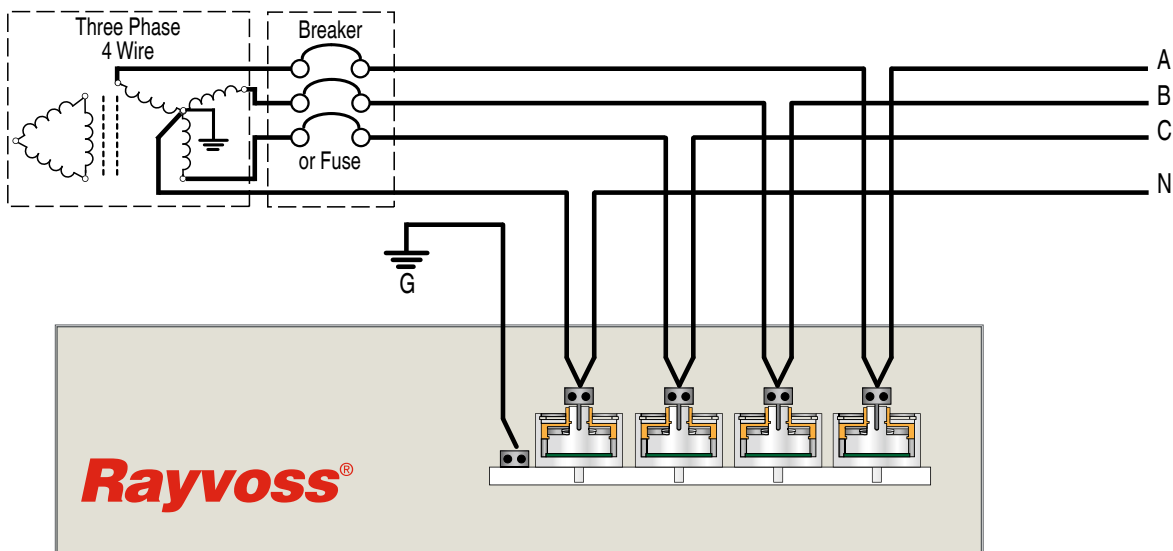 Three Phase
4 Wire
Breaker
or Fuse
A
B
C
N
G
Rayvoss®